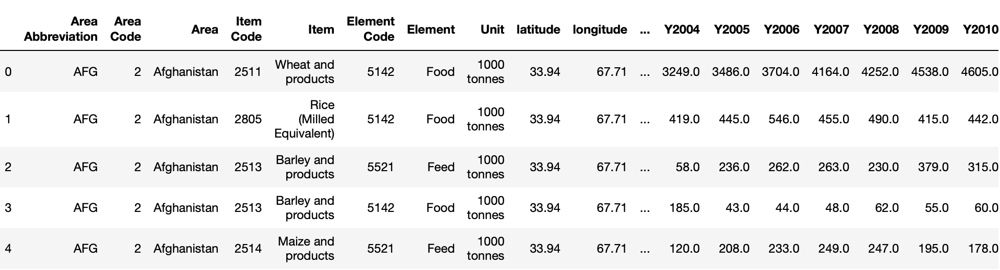 Area Abbreviation Area Code Area Item Code Item Element Code Element Unit latitude longitude ... Y2004 Y2005 Y2006 Y2007 Y2008 Y2009 Y2010
0 AFG 2 Afghanistan 2511 Wheat and products 5142 Food 1000 tonnes 33.94 67.71 ... 3249.0 3486.0 3704.0 4164.0 4252.0 4538.0 4605.0
1 AFG 2 Afghanistan 2805 Rice (Milled Equivalent) 5142 Food 1000 tonnes 33.94 67.71 ... 419.0 445.0 546.0 455.0 490.0 415.0 442.0
2 AFG 2 Afghanistan 2513 Barley and products 5521 Feed 1000 tonnes 33.94 67.71 ... 58.0 236.0 262.0 263.0 230.0 379.0 315.0
3 AFG 2 Afghanistan 2513 Barley and products 5142 Food 1000 tonnes 33.94 67.71 ... 185.0 43.0 44.0 48.0 62.0 55.0 60.0
4 AFG 2 Afghanistan 2514 Maize and products 5521 Feed 1000 tonnes 33.94 67.71 ... 120.0 208.0 233.0 249.0 247.0 195.0 178.0